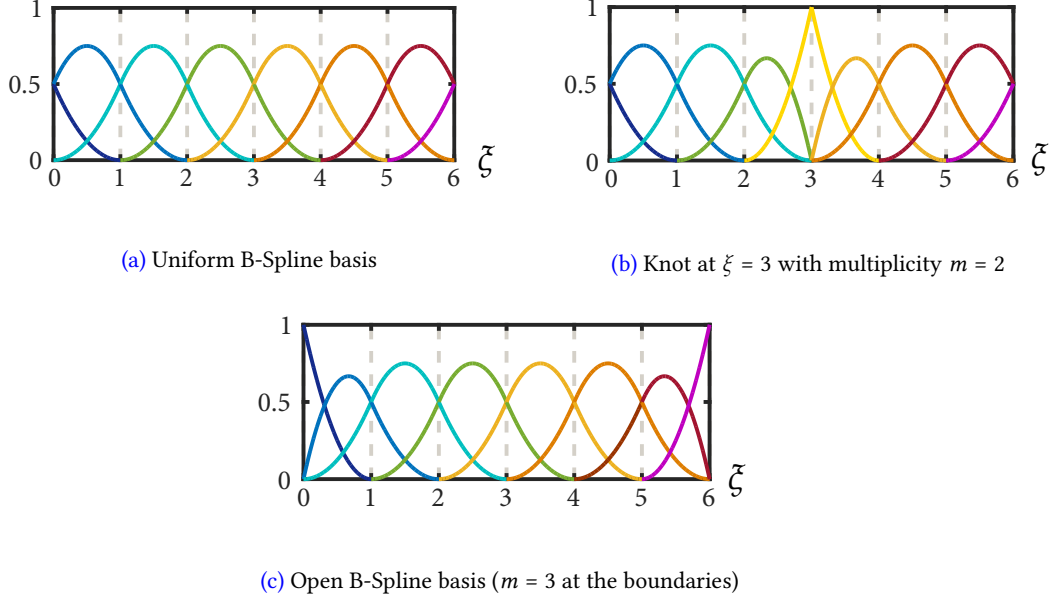 1
0.5
0
0 1 2 3 4 5 6 ξ
(a) Uniform B-Spline basis
1
0.5
0
0 1 2 3 4 5 6 ξ
(b) Knot at ξ = 3 with multiplicity m = 2
1
0.5
0
0 1 2 3 4 5 6 ξ
(c) Open B-Spline basis (m = 3 at the boundaries)